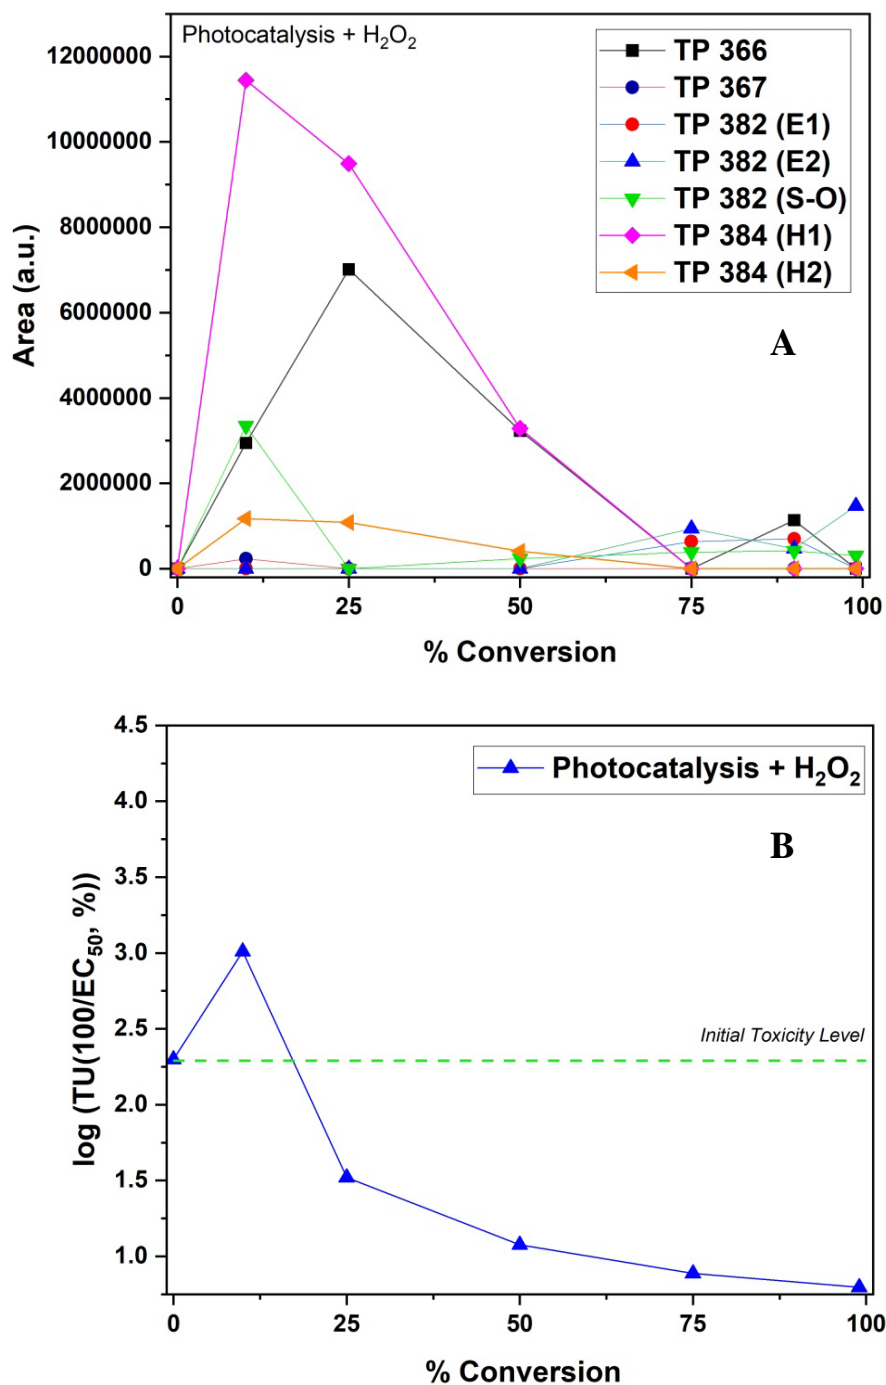 Photocatalysis + H₂O₂
TP 366
TP 367
TP 382 (E1)
TP 382 (E2)
TP 382 (S-O)
TP 384 (H1)
TP 384 (H2)
A
12000000
10000000
8000000
6000000
4000000
2000000
0
Area (a.u.)
0 25 50 75 100
% Conversion
4.5
4.0
3.5
3.0
2.5
2.0
1.5
1.0
log (TU(100/EC₅₀, %))
Photocatalysis + H₂O₂
B
Initial Toxicity Level
0 25 50 75 100
% Conversion